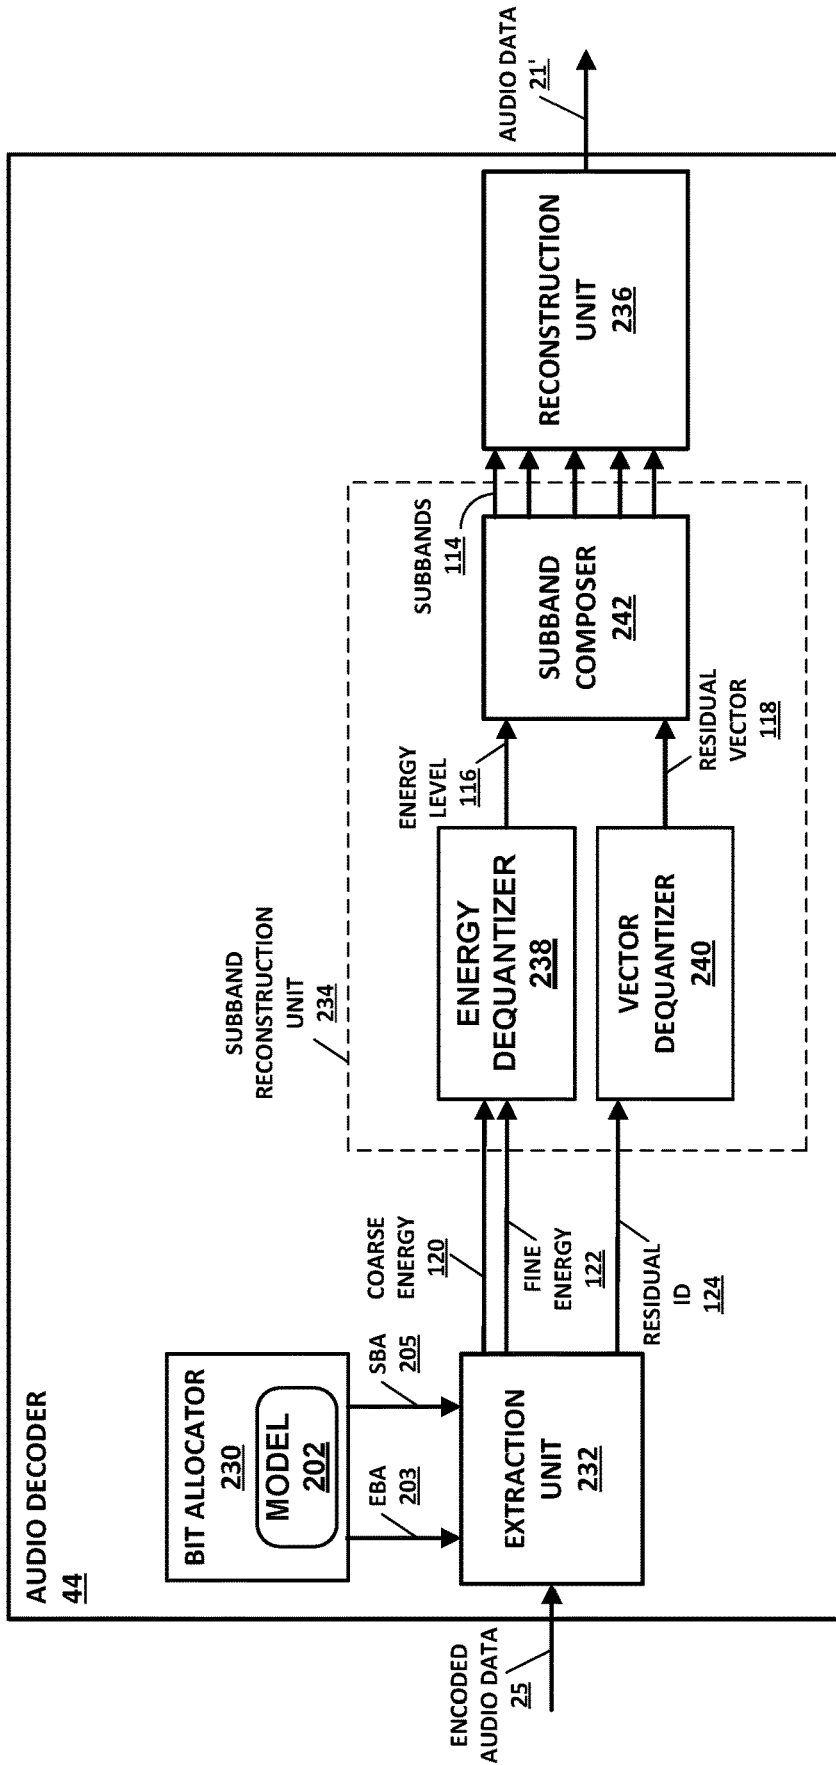 AUDIO DECODER
44
BIT ALLOCATOR
230
MODEL
202
EBA
203
SBA
205
ENCODED
AUDIO DATA
25
EXTRACTION
UNIT
232
COARSE
ENERGY
120
FINE
ENERGY
122
RESIDUAL
ID
124
SUBBAND
RECONSTRUCTION
UNIT
234
ENERGY
DEQUANTIZER
238
VECTOR
DEQUANTIZER
240
ENERGY
LEVEL
116
RESIDUAL
VECTOR
118
SUBBAND
COMPOSER
242
SUBBANDS
114
RECONSTRUCTION
UNIT
236
AUDIO DATA
21'